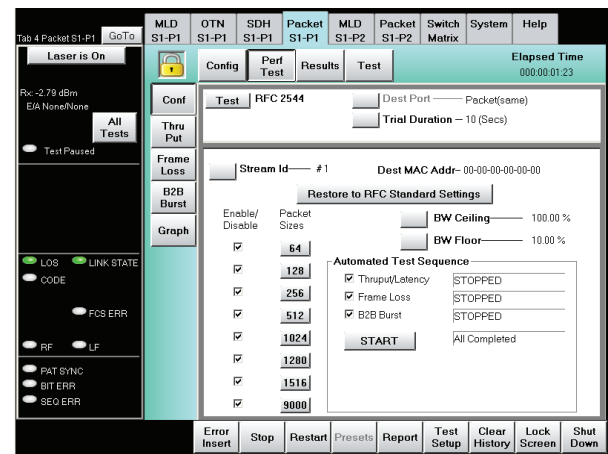 MLD S1-P1
OTN S1-P1
SDH S1-P1
Packet S1-P1
MLD S1-P2
Packet S1-P2
Switch Matrix
System
Help
Tab 4 Packet S1-P1 GoTo
Laser is On
Rx: -2.79 dBm
E/A None/None
All Tests
Test Paused
LOS LINK STATE
CODE
FCS ERR
RF LF
PAT SYNC
BIT ERR
SEQ ERR
Config
Perf Test
Results
Test
Elapsed Time
000:00:01:23
Conf
Thru Put
Frame Loss
B2B Burst
Graph
Test RFC 2544
Dest Port Packet(same)
Trial Duration 10 (Secs)
Stream Id #1
Dest MAC Addr- 00-00-00-00-00-00
Restore to RFC Standard Settings
Enable/ Disable
Packet Sizes
BW Ceiling 100.00 %
BW Floor 10.00 %
64
128
256
512
1024
1280
1516
9000
Automated Test Sequence
Thruput/Latency STOPPED
Frame Loss STOPPED
B2B Burst STOPPED
START All Completed
Error Insert
Stop
Restart
Presets
Report
Test Setup
Clear History
Lock Screen
Shut Down